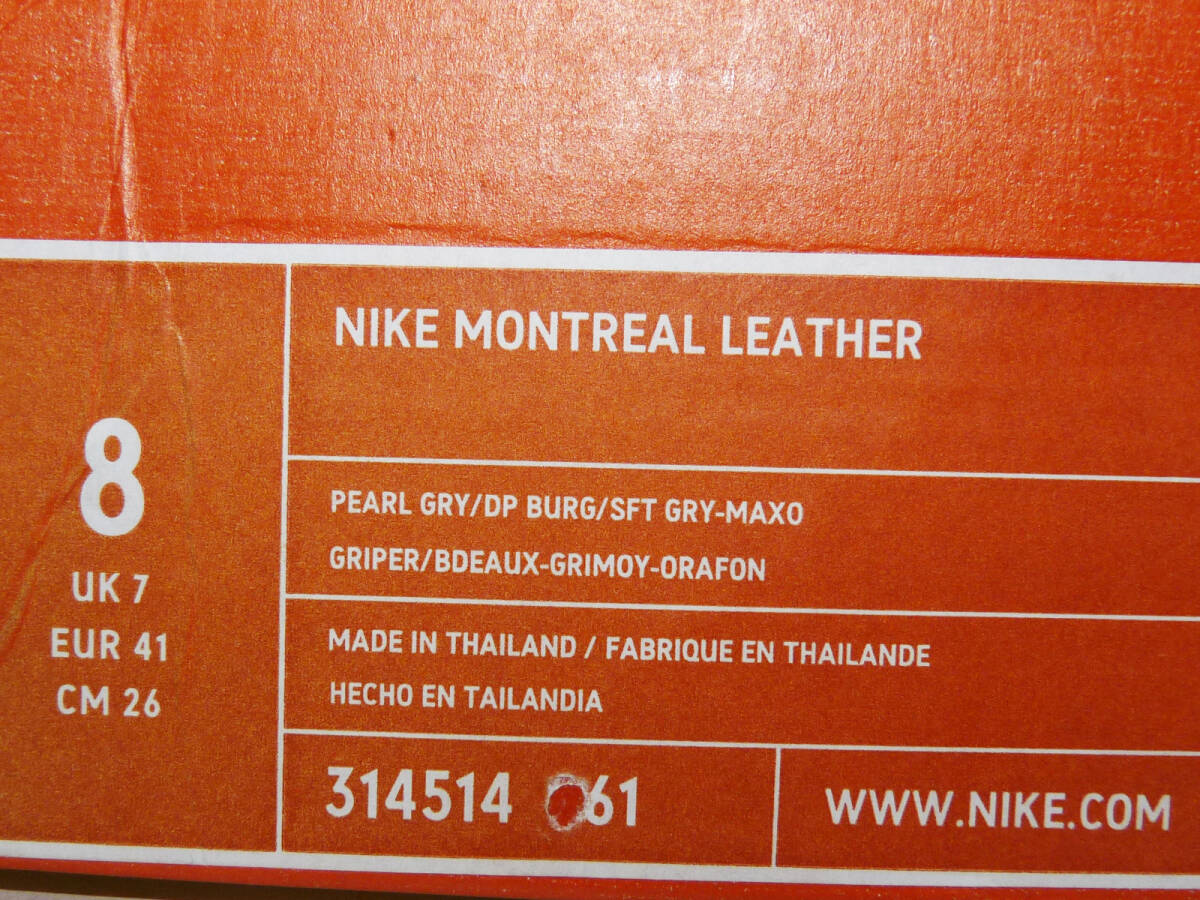 NIKE MONTREAL LEATHER
8
UK 7
EUR 41
CM 26
PEARL GRY/DP BURG/SFT GRY-MAXO
GRIPER/BDEAUX-GRIMOY-ORAFON
MADE IN THAILAND / FABRIQUE EN THAILANDE
HECHO EN TAILANDIA
314514 61
WWW.NIKE.COM